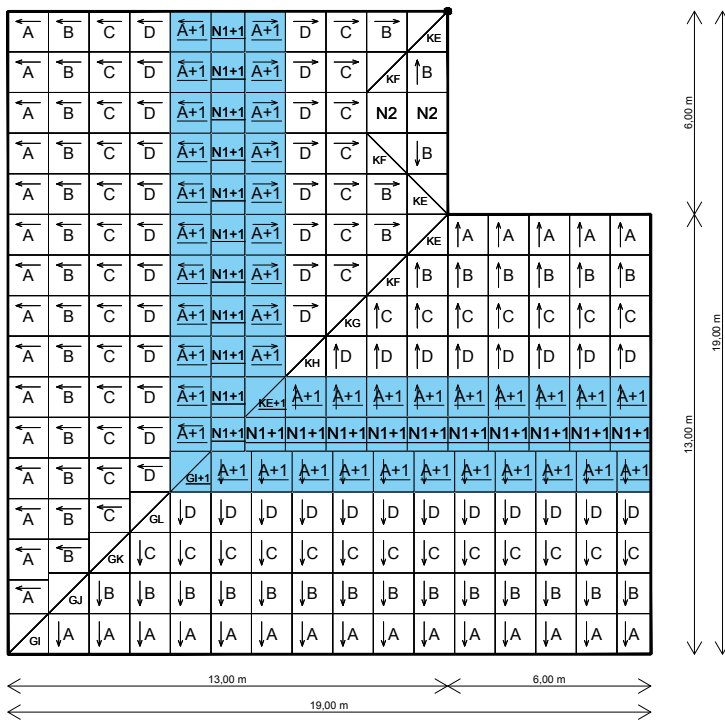 A B C D A+1 N1+1 A+1 D C B KE
A B C D A+1 N1+1 A+1 D C KF B
A B C D A+1 N1+1 A+1 D C N2 N2
6,00 m
A B C D A+1 N1+1 A+1 D C KF B
A B C D A+1 N1+1 A+1 D C B KE
A B C D A+1 N1+1 A+1 D C B KE A A A A A
A B C D A+1 N1+1 A+1 D C KF B B B B B B
A B C D A+1 N1+1 A+1 D KG C C C C C C C
19,00 m
A B C D A+1 N1+1 A+1 KH D D D D D D D D
A B C D A+1 N1+1 KE+1 A+1 A+1 A+1 A+1 A+1 A+1 A+1 A+1 A+1
A B C D A+1 N1+1 N1+1 N1+1 N1+1 N1+1 N1+1 N1+1 N1+1 N1+1 N1+1 N1+1
13,00 m
A B C D GI+1 A+1 A+1 A+1 A+1 A+1 A+1 A+1 A+1 A+1 A+1 A+1
A B C GL D D D D D D D D D D D D
A B GK C C C C C C C C C C C C C
A GJ B B B B B B B B B B B B B B
GI A A A A A A A A A A A A A A A
13,00 m 6,00 m
19,00 m